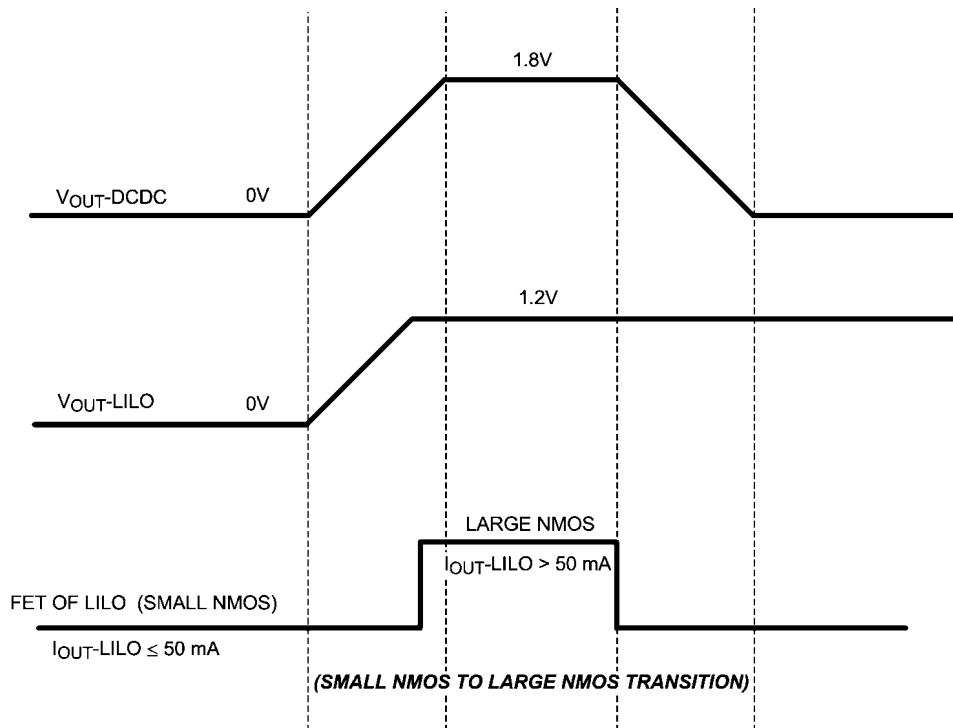 1.8V
VOUT-DCDC 0V
1.2V
VOUT-LILO 0V
LARGE NMOS
IOUT-LILO > 50 mA
FET OF LILO (SMALL NMOS)
IOUT-LILO ≤ 50 mA
(SMALL NMOS TO LARGE NMOS TRANSITION)